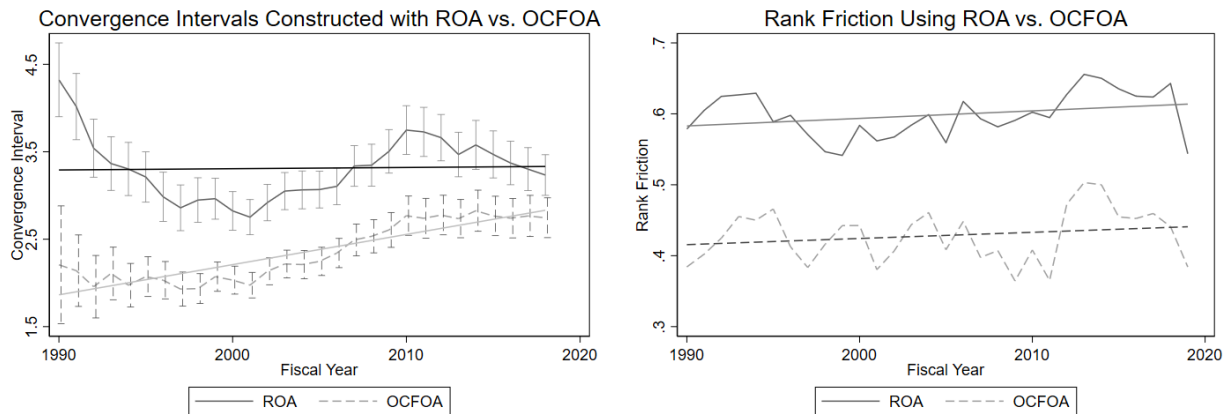 Convergence Intervals Constructed with ROA vs. OCFOA
Convergence Interval
4.5
3.5
2.5
1.5
1990
2000
2010
2020
Fiscal Year
ROA
OCFOA
Rank Friction Using ROA vs. OCFOA
Rank Friction
.7
.6
.5
.4
.3
1990
2000
2010
2020
Fiscal Year
ROA
OCFOA